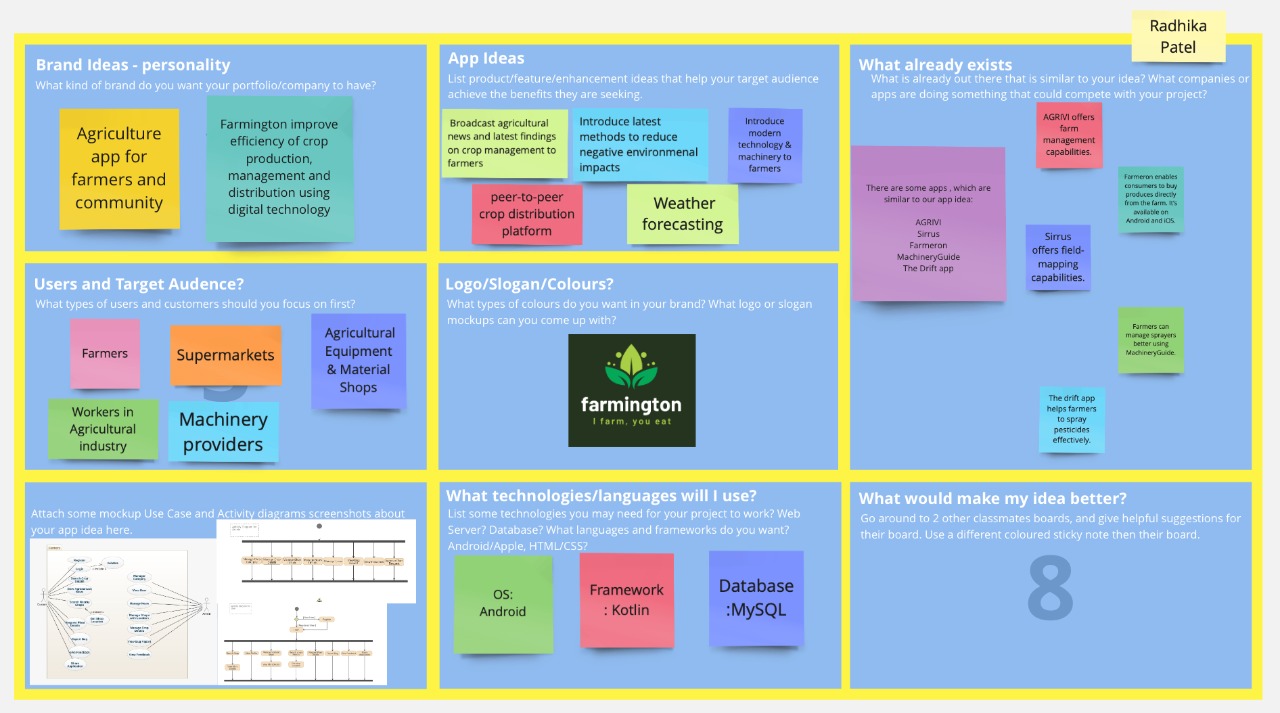 Radhika
Patel
Brand Ideas - personality
What kind of brand do you want your portfolio/company to have?
Agriculture
app for
farmers and
community
Farmington improve
efficiency of crop
production,
management and
distribution using
digital technology
App Ideas
List product/feature/enhancement ideas that help your target audience
achieve the benefits they are seeking.
Broadcast agricultural
news and latest findings
on crop management to
farmers
Introduce latest
methods to reduce
negative environmenal
impacts
Introduce
modern
technology &
machinery to
farmers
peer-to-peer
crop distribution
platform
Weather
forecasting
What already exists
What is already out there that is similar to your idea? What companies or
apps are doing something that could compete with your project?
AGRIVI offers
farm
management
capabilities.
There are some apps , which are
similar to our app idea:
AGRIVI
Sirrus
Farmeron
MachineryGuide
The Drift app
Farmeron enables
consumers to buy
produces directly
from the farm. It's
available on
Android and iOS.
Sirrus
offers field-
mapping
capabilities.
Farmers can
manage sprayers
better using
MachineryGuide.
The drift app
helps farmers
to spray
pesticides
effectively.
Users and Target Audience?
What types of users and customers should you focus on first?
Farmers
Supermarkets
Agricultural
Equipment
& Material
Shops
Workers in
Agricultural
industry
Machinery
providers
Logo/Slogan/Colours?
What types of colours do you want in your brand? What logo or slogan
mockups can you come up with?
farmington
I farm, you eat
Attach some mockup Use Case and Activity diagrams screenshots about
your app idea here.
What technologies/languages will I use?
List some technologies you may need for your project to work? Web
Server? Database? What languages and frameworks do you want?
Android/Apple, HTML/CSS?
OS:
Android
Framework
: Kotlin
Database
:MySQL
What would make my idea better?
Go around to 2 other classmates boards, and give helpful suggestions for
their board. Use a different coloured sticky note then their board.
8